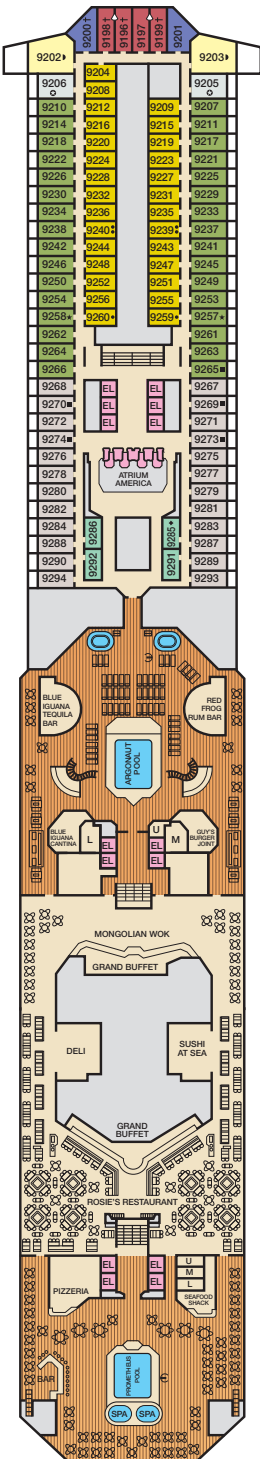 9200† 9198† 9196† 9197† 9199† 9201†
9202 9203
9206 9204 9205
9208
9210 9212 9209 9207
9214 9216 9215 9211
9218 9220 9219 9217
9222 9224 9223 9221
9226 9228 9227 9225
9230 9232 9231 9229
9234 9236 9235 9233
9238 9240 9239 9237
9242 9244 9243 9241
9246 9248 9247 9245
9250 9252 9251 9249
9254 9256 9255 9253
9258★ 9260 9259 9257★
9262 9261
9264 9263
9266 9265■
9268 EL EL 9267
9270■ EL EL 9269■
9272 EL EL 9271
9274■ 9273■
9276 9275
9278 ATRIUM AMERICA 9277
9280 9279
9282 9281
9284 9286 9285 9283
9288 9287
9290 9292 9291 9289
9294 9293
BLUE
IGUANA
TEQUILA
BAR
RED
FROG
RUM BAR
ARGONAUT
POOL
BLUE
IGUANA
CANTINA
L
U
M
GUY'S
BURGER
JOINT
EL EL
EL EL
MONGOLIAN WOK
GRAND BUFFET
DELI
SUSHI
AT SEA
GRAND
BUFFET
ROSIE'S RESTAURANT
EL EL
EL EL
U
M
L
PIZZERIA
SEAFOOD
SHACK
BAR
PROMETHEUS
POOL
SPA SPA